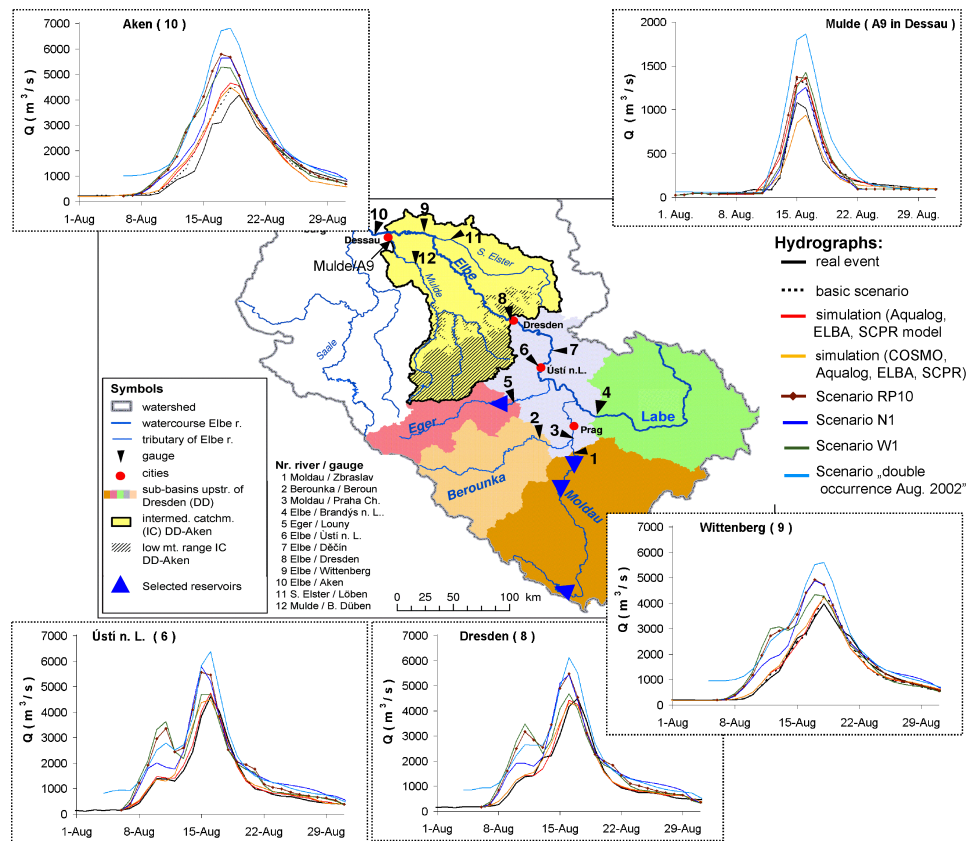 Aken ( 10 )
Q ( m³ / s )
7000
6000
5000
4000
3000
2000
1000
0
1-Aug
8-Aug
15-Aug
22-Aug
29-Aug
Mulde ( A9 in Dessau )
Q ( m³ / s)
2000
1500
1000
500
0
1. Aug
8. Aug
15. Aug
22. Aug
29. Aug.
10
9
11
Dessau
Mulde/A9
12
S. Elster
Elbe
Mulde
8
Dresden
Saale
6
7
Ústí n.L.
5
4
Labe
Eger
2
3
Prag
1
Berounka
Moldau
Hydrographs:
real event
basic scenario
simulation (Aqualog,
ELBA, SCPR model
simulation (COSMO,
Aqualog, ELBA, SCPR)
Scenario RP10
Scenario N1
Scenario W1
Scenario „double
occurrence Aug. 2002”
Symbols
watershed
watercourse Elbe r.
tributary of Elbe r.
gauge
cities
sub-basins upstr. of
Dresden (DD)
intermed. catchm.
(IC) DD-Aken
low mt. range IC
DD-Aken
Selected reservoirs
Nr. river / gauge
1 Moldau / Zbraslav
2 Berounka / Beroun
3 Moldau / Praha Ch.
4 Elbe / Brandýs n. L..
5 Eger / Louny
6 Elbe / Ústí n. L.
7 Elbe / Děčín
8 Elbe / Dresden
9 Elbe / Wittenberg
10 Elbe / Aken
11 S. Elster / Löben
12 Mulde / B. Düben
0 25 50 100 km
Wittenberg ( 9 )
Q ( m³ / s )
7000
6000
5000
4000
3000
2000
1000
0
1-Aug
8-Aug
15-Aug
22-Aug
29-Aug
Ústí n. L. ( 6 )
Q ( m³ / s )
7000
6000
5000
4000
3000
2000
1000
0
1-Aug
8-Aug
15-Aug
22-Aug
29-Aug
Dresden ( 8 )
Q ( m³ / s )
7000
6000
5000
4000
3000
2000
1000
0
1-Aug
8-Aug
15-Aug
22-Aug
29-Aug